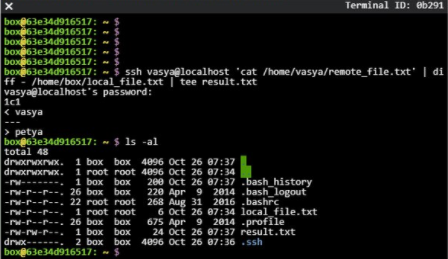 Terminal ID: 0b291
box@63e34d916517: ~ $
box@63e34d916517: ~ $
box@63e34d916517: ~ $
box@63e34d916517: ~ $
box@63e34d916517: ~ $ ssh vasya@localhost 'cat /home/vasya/remote_file.txt' | di
ff - /home/box/local_file.txt | tee result.txt
vasya@localhost's password:
1c1
< vasya
---
> petya
box@63e34d916517: ~ $ ls -al
total 48
drwxrwxrwx. 1 box box 4096 Oct 26 07:37 .
drwxrwxrwx. 1 root root 4096 Oct 26 07:34 ..
-rw-------. 1 box box 200 Oct 26 07:37 .bash_history
-rw-r--r--. 26 box box 220 Apr 9 2014 .bash_logout
-rw-r--r--. 22 root root 268 Aug 31 2016 .bashrc
-rw-r--r--. 1 root root 6 Oct 26 07:34 local_file.txt
-rw-r--r--. 26 box box 675 Apr 9 2014 .profile
-rw-rw-r--. 1 box box 24 Oct 26 07:37 result.txt
drwx------. 2 box box 4096 Oct 26 07:36 .ssh
box@63e34d916517: ~ $